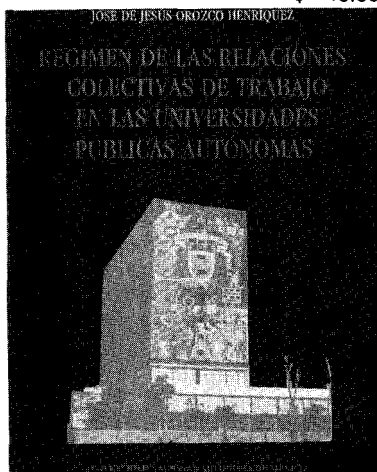 JOSE DE JESUS OROZCO HENRIQUEZ
REGIMEN DE LAS RELACIONES
COLECTIVAS DE TRABAJO
EN LAS UNIVERSIDADES
PUBLICAS AUTONOMAS